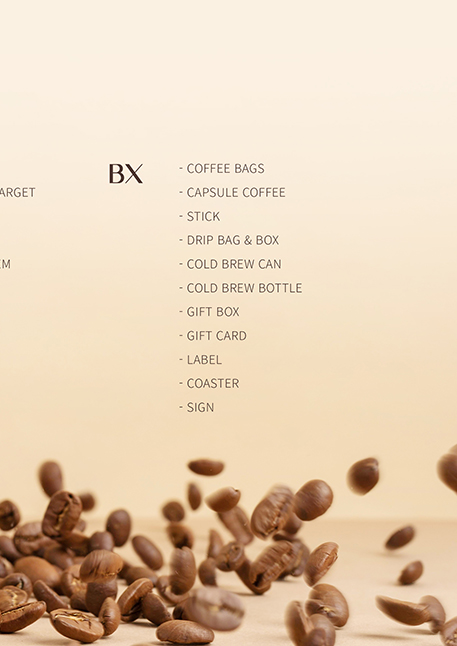 ARGET
EM
BX
- COFFEE BAGS
- CAPSULE COFFEE
- STICK
- DRIP BAG & BOX
- COLD BREW CAN
- COLD BREW BOTTLE
- GIFT BOX
- GIFT CARD
- LABEL
- COASTER
- SIGN